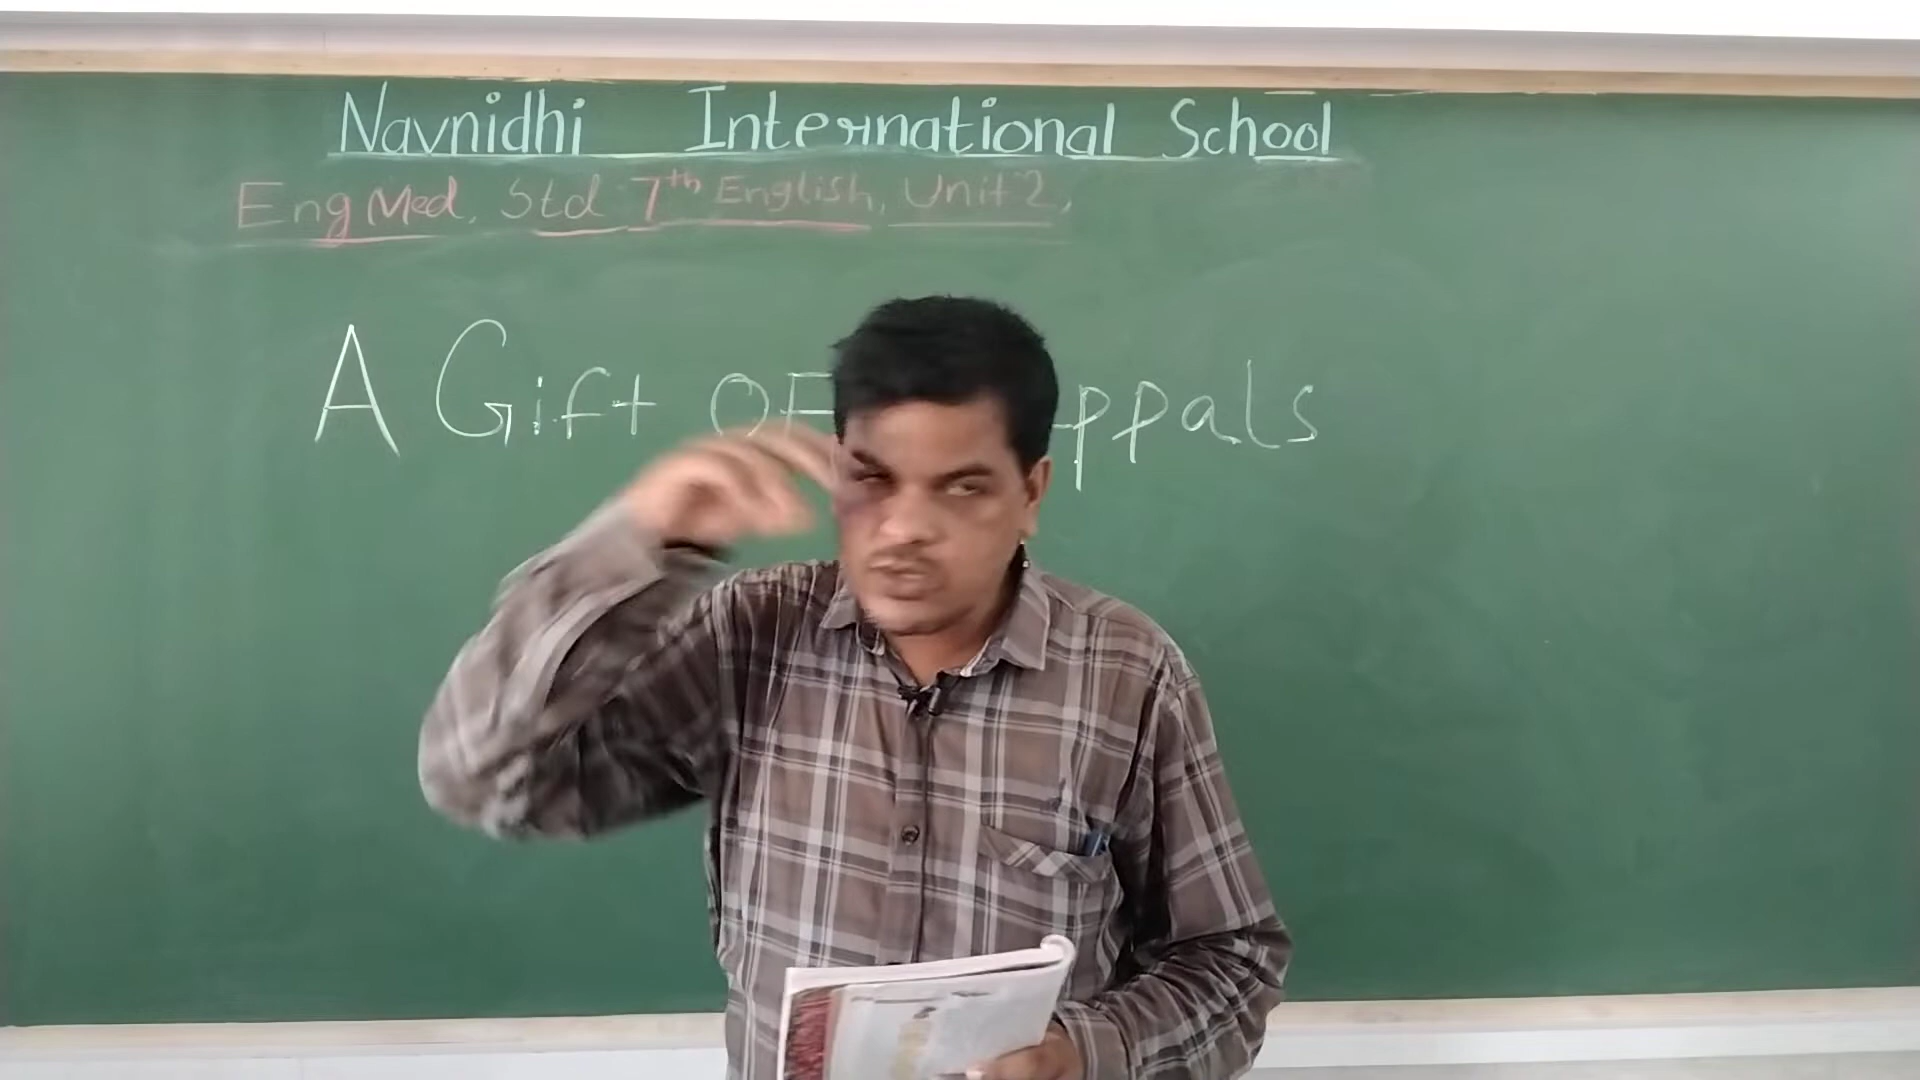 Navnidhi International School
Eng Med, Std 7th English, Unit 2,
A Gift OF ppals